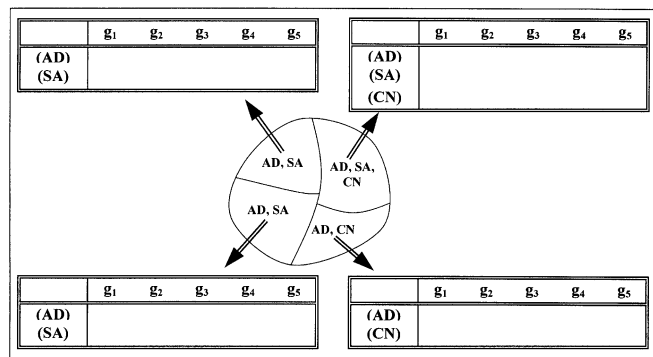 g1 g2 g3 g4 g5
(AD)
(SA)
g1 g2 g3 g4 g5
(AD)
(SA)
(CN)
AD, SA
AD, SA,
CN
AD, SA
AD, CN
g1 g2 g3 g4 g5
(AD)
(SA)
g1 g2 g3 g4 g5
(AD)
(CN)